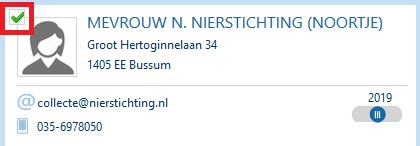 MEVROUW N. NIERSTICHTING (NOORTJE)
Groot Hertoginnelaan 34
1405 EE Bussum
@ collecte@nierstichting.nl
2019
035-6978050